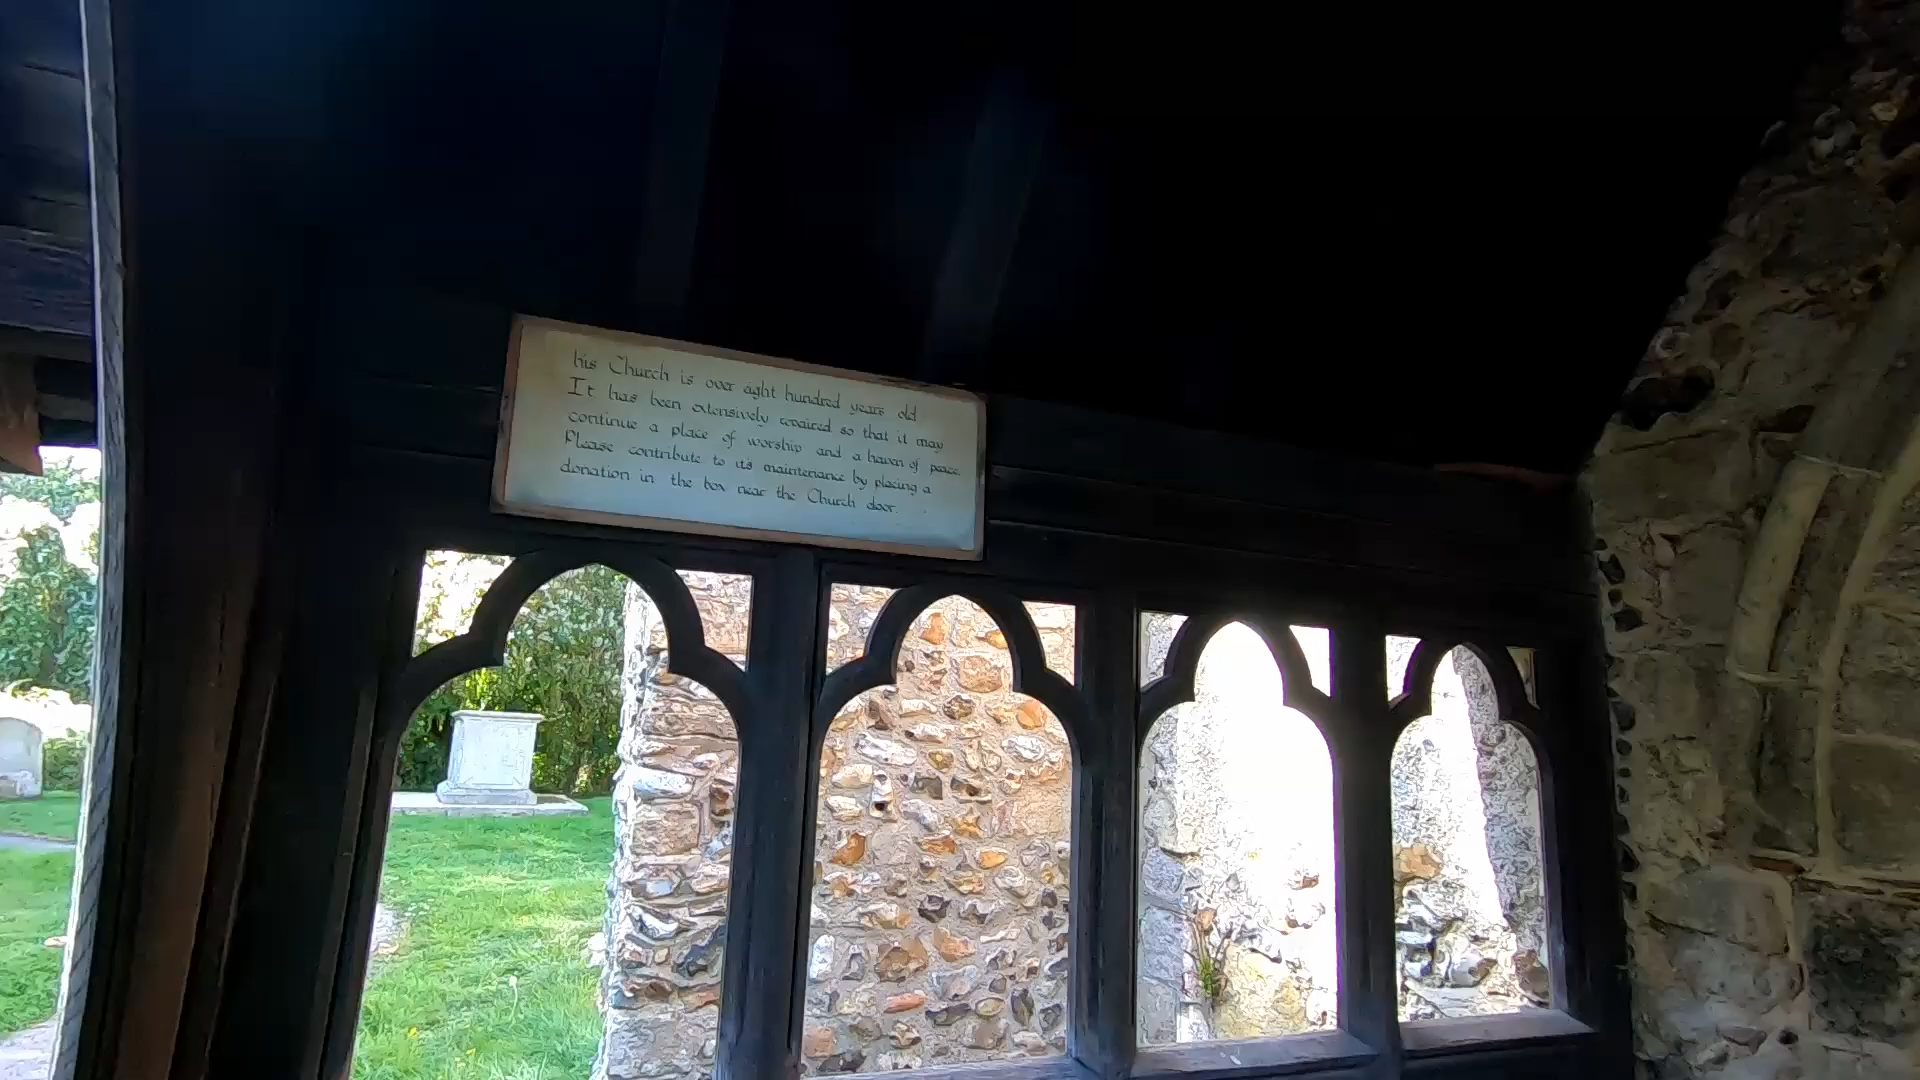 his Church is over eight hundred years old
It has been extensively repaired so that it may
continue a place of worship and a haven of peace.
Please contribute to its maintenance by placing a
donation in the box near the Church door.